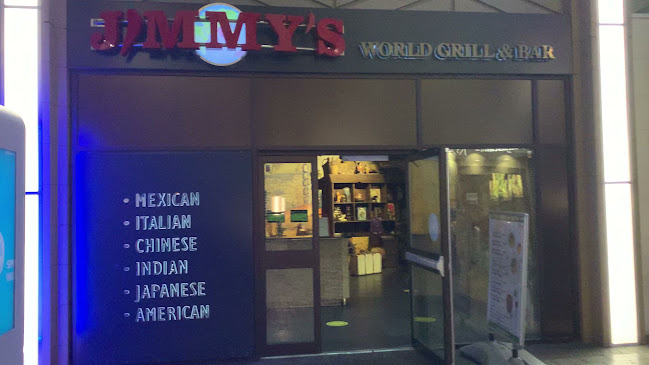 JIMMY'S WORLD GRILL & BAR
• MEXICAN
• ITALIAN
• CHINESE
• INDIAN
• JAPANESE
• AMERICAN